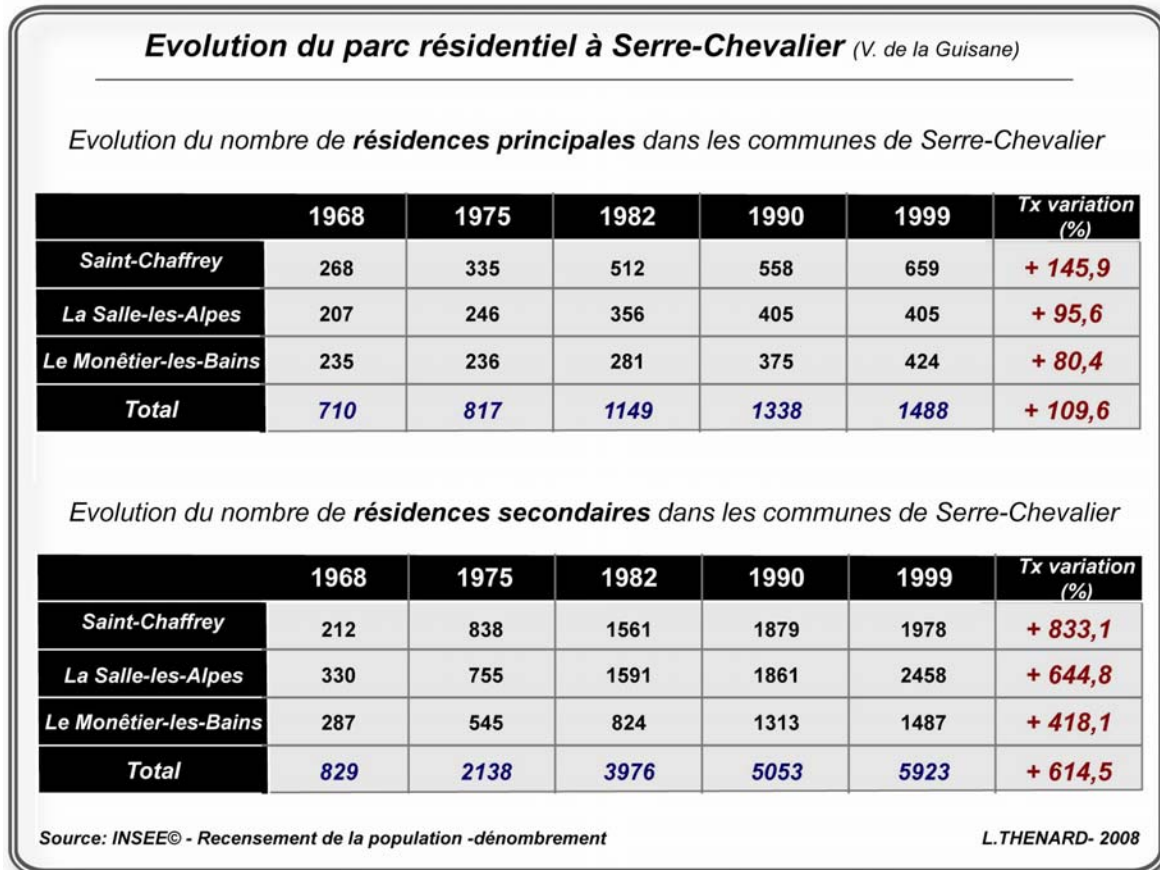 Evolution du parc résidentiel à Serre-Chevalier (V. de la Guisane)
Evolution du nombre de résidences principales dans les communes de Serre-Chevalier
1968 1975 1982 1990 1999 Tx variation (%)
Saint-Chaffrey 268 335 512 558 659 + 145,9
La Salle-les-Alpes 207 246 356 405 405 + 95,6
Le Monêtier-les-Bains 235 236 281 375 424 + 80,4
Total 710 817 1149 1338 1488 + 109,6
Evolution du nombre de résidences secondaires dans les communes de Serre-Chevalier
1968 1975 1982 1990 1999 Tx variation (%)
Saint-Chaffrey 212 838 1561 1879 1978 + 833,1
La Salle-les-Alpes 330 755 1591 1861 2458 + 644,8
Le Monêtier-les-Bains 287 545 824 1313 1487 + 418,1
Total 829 2138 3976 5053 5923 + 614,5
Source: INSEE© - Recensement de la population -dénombrement L.THENARD- 2008